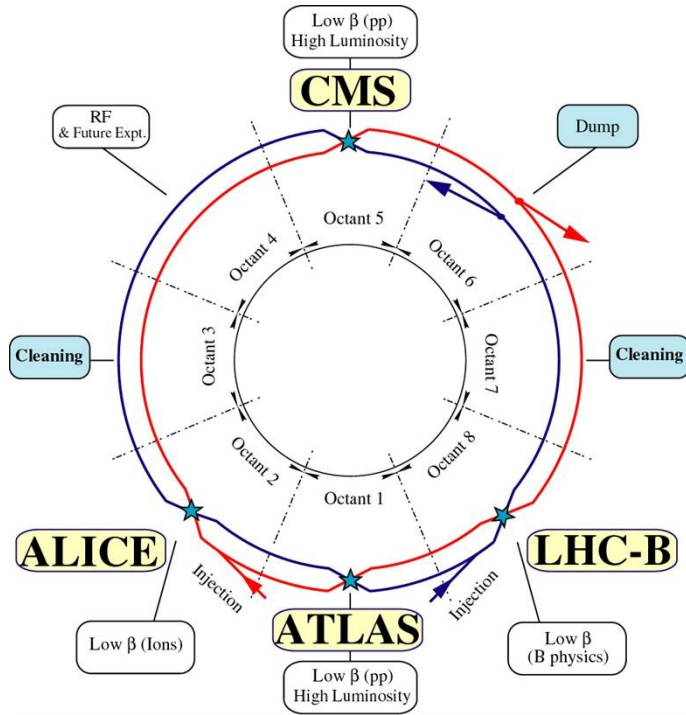 Low β (pp)
High Luminosity
CMS
RF
& Future Expt.
Dump
Octant 5
Octant 4
Octant 6
Cleaning
Octant 3
Octant 7
Cleaning
Octant 2
Octant 8
Octant 1
ALICE
LHC-B
Injection
Injection
ATLAS
Low β (Ions)
Low β
(B physics)
Low β (pp)
High Luminosity